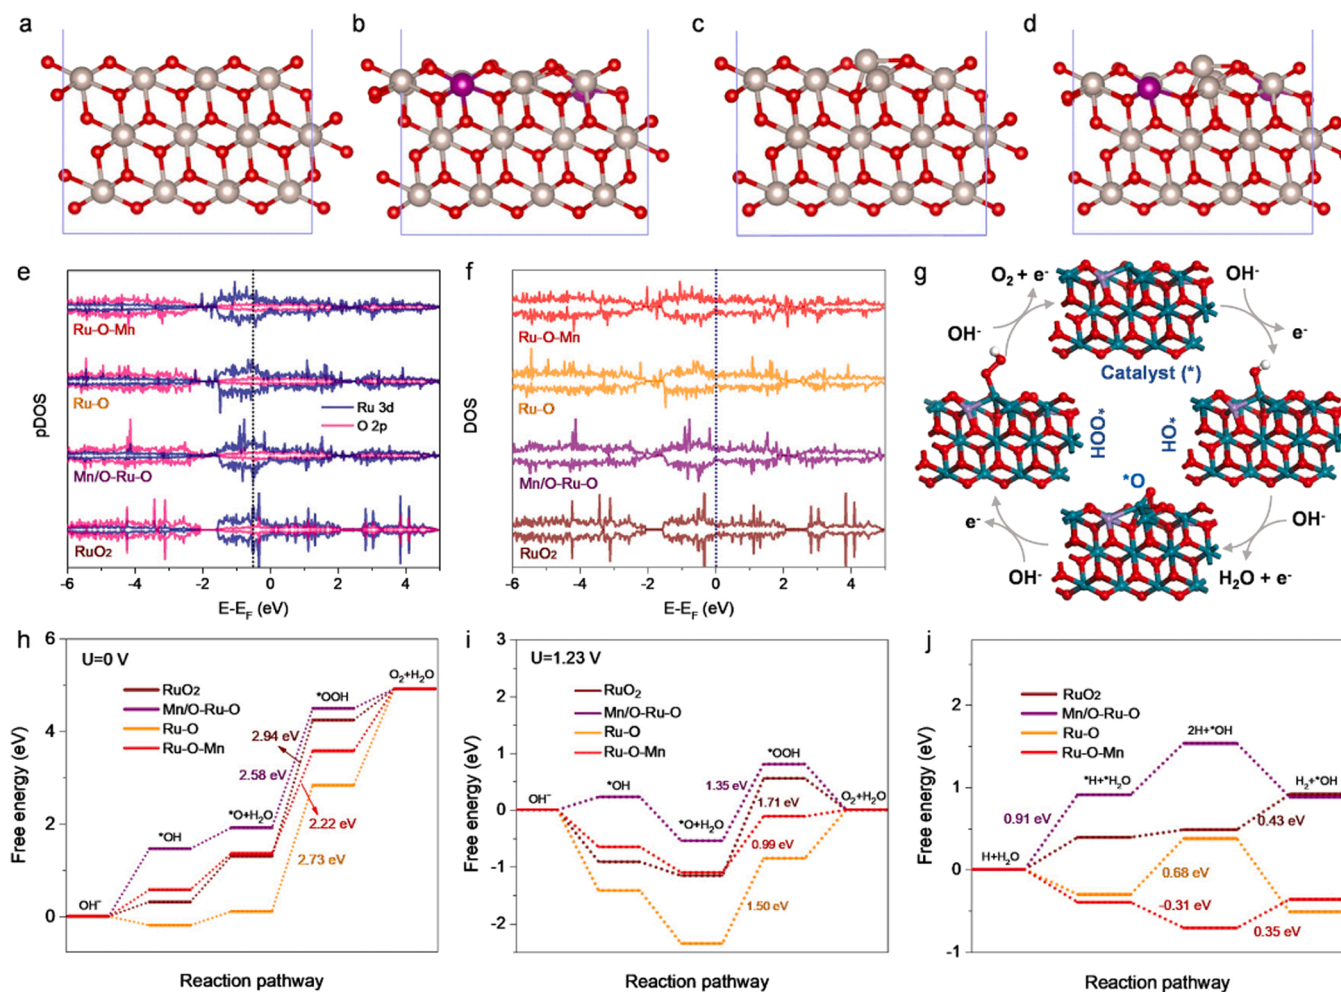 a
b
c
d
e
pDOS
Ru-O-Mn
Ru-O
Ru 3d
O 2p
Mn/O-Ru-O
RuO2
-6 -4 -2 0 2 4
E-EF (eV)
f
DOS
Ru-O-Mn
Ru-O
Mn/O-Ru-O
RuO2
-6 -4 -2 0 2 4
E-EF (eV)
g
O2 + e-
OH-
OH-
e-
Catalyst (*)
HOO*
HO*
*O
e-
OH-
OH-
H2O + e-
h
U=0 V
RuO2
Mn/O-Ru-O
Ru-O
Ru-O-Mn
6
4
2
0
Free energy (eV)
OH-
*OH
*O+H2O
*OOH
O2+H2O
2.94 eV
2.58 eV
2.22 eV
2.73 eV
Reaction pathway
i
U=1.23 V
RuO2
Mn/O-Ru-O
Ru-O
Ru-O-Mn
3
2
1
0
-1
-2
Free energy (eV)
OH-
*OH
*O+H2O
*OOH
O2+H2O
1.35 eV
1.71 eV
0.99 eV
1.50 eV
Reaction pathway
j
RuO2
Mn/O-Ru-O
Ru-O
Ru-O-Mn
2
1
0
-1
Free energy (eV)
H+H2O
*H+*H2O
2H+*OH
H2+*OH
0.91 eV
0.43 eV
0.68 eV
-0.31 eV
0.35 eV
Reaction pathway